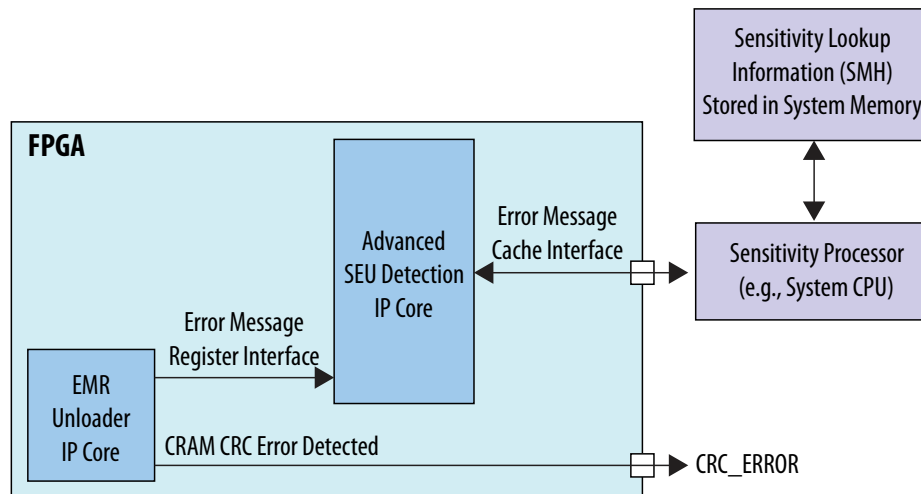 Sensitivity Lookup
Information (SMH)
Stored in System Memory
FPGA
Advanced
SEU Detection
IP Core
Error Message
Cache Interface
Sensitivity Processor
(e.g., System CPU)
Error Message
Register Interface
EMR
Unloader
IP Core
CRAM CRC Error Detected
CRC_ERROR